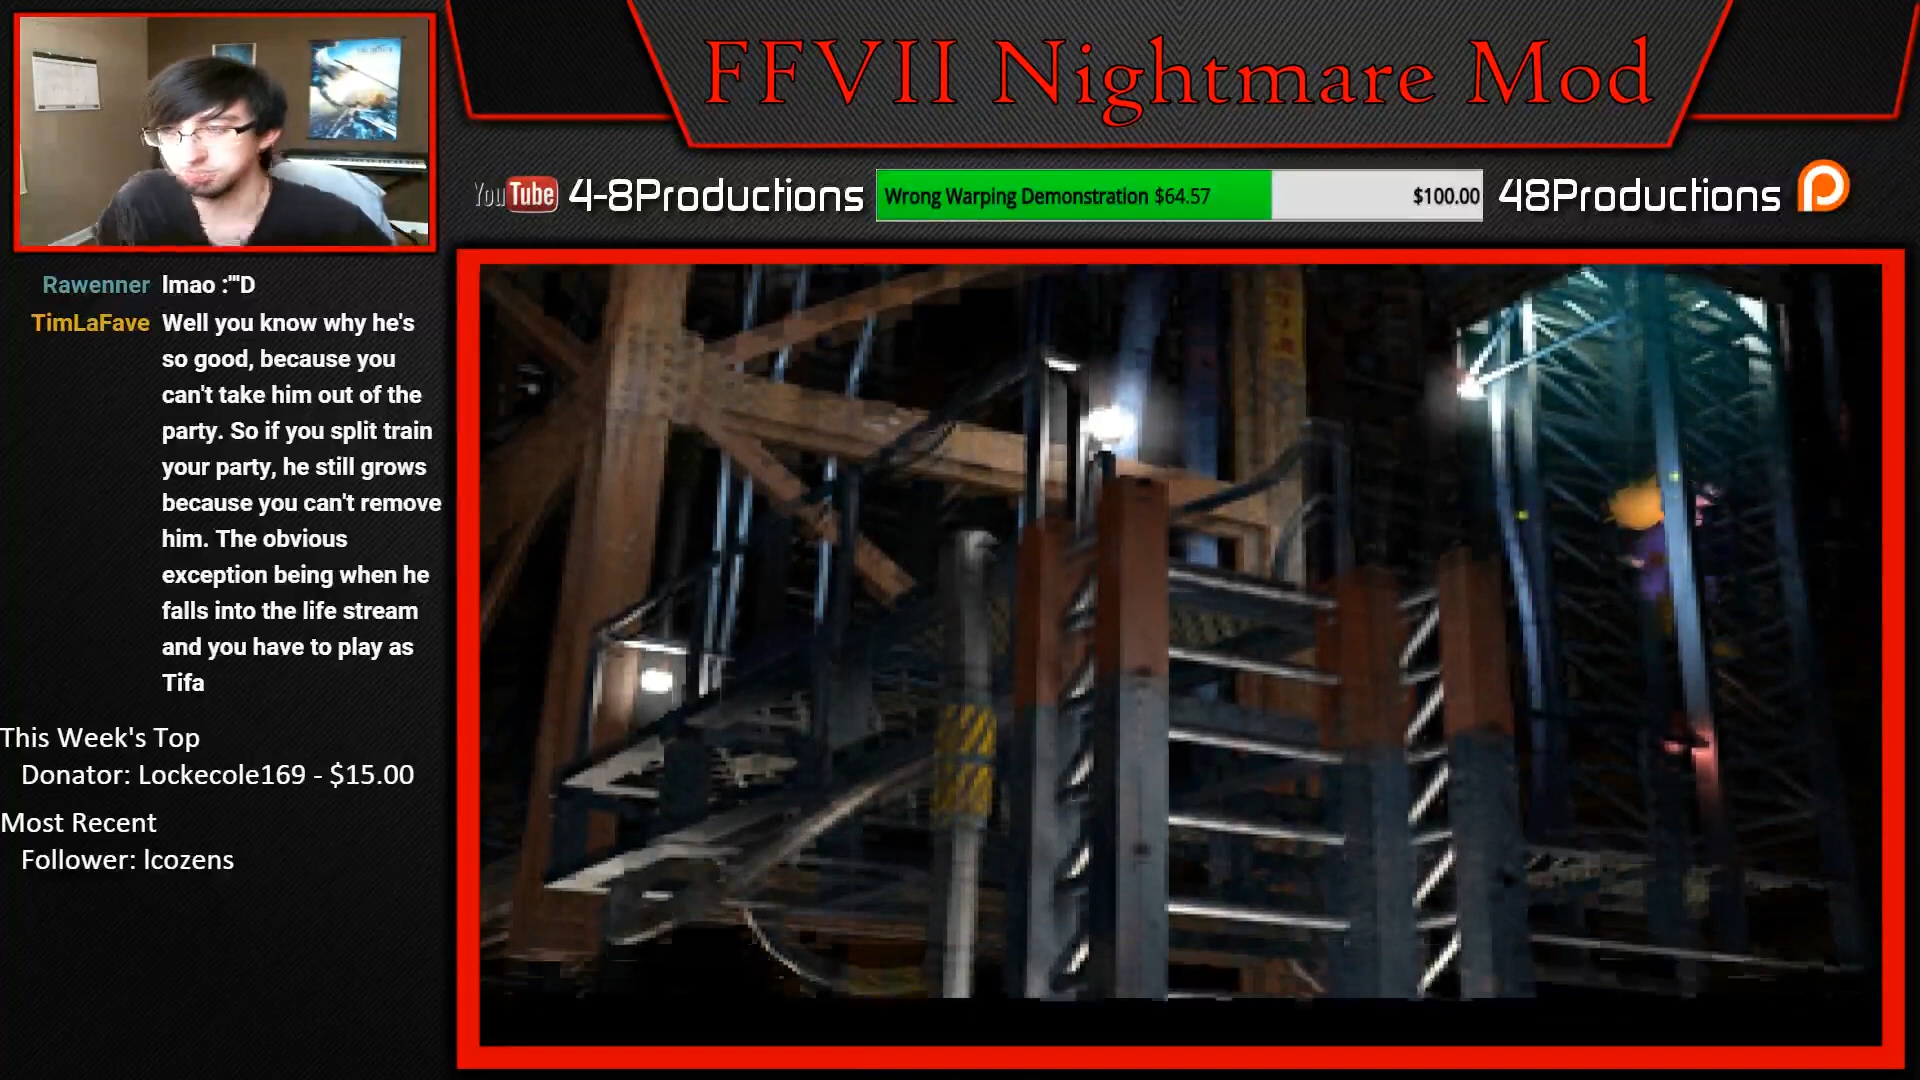 FFVII Nightmare Mod
YouTube 4-8Productions
Wrong Warping Demonstration $64.57 $100.00
48Productions
Rawenner lmao :'"D
TimLaFave Well you know why he's
so good, because you
can't take him out of the
party. So if you split train
your party, he still grows
because you can't remove
him. The obvious
exception being when he
falls into the life stream
and you have to play as
Tifa
This Week's Top
Donator: Lockecole169 - $15.00
Most Recent
Follower: lcozens